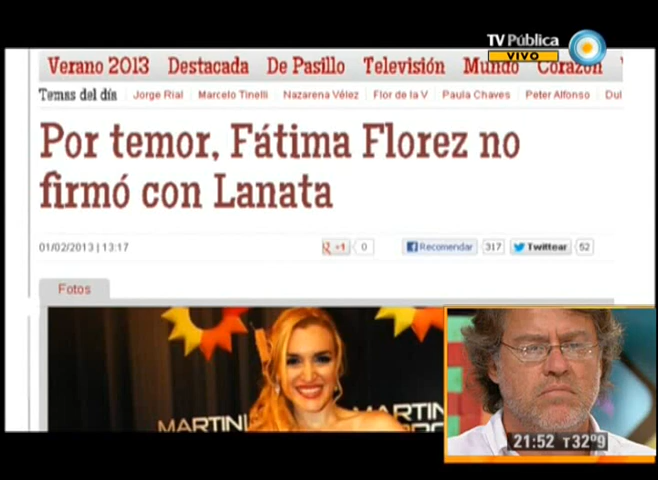 TV Pública
VIVO
Verano 2013 Destacada De Pasillo Televisión Mundo Corazón
Temas del día Jorge Rial Marcelo Tinelli Nazarena Vélez Flor de la V Paula Chaves Peter Alfonso Dul
Por temor, Fátima Florez no
firmó con Lanata
01/02/2013 | 13:17 +1 0 Recomendar 317 Twittear 52
Fotos
MARTINI
MARTIN
21:52 T32º9